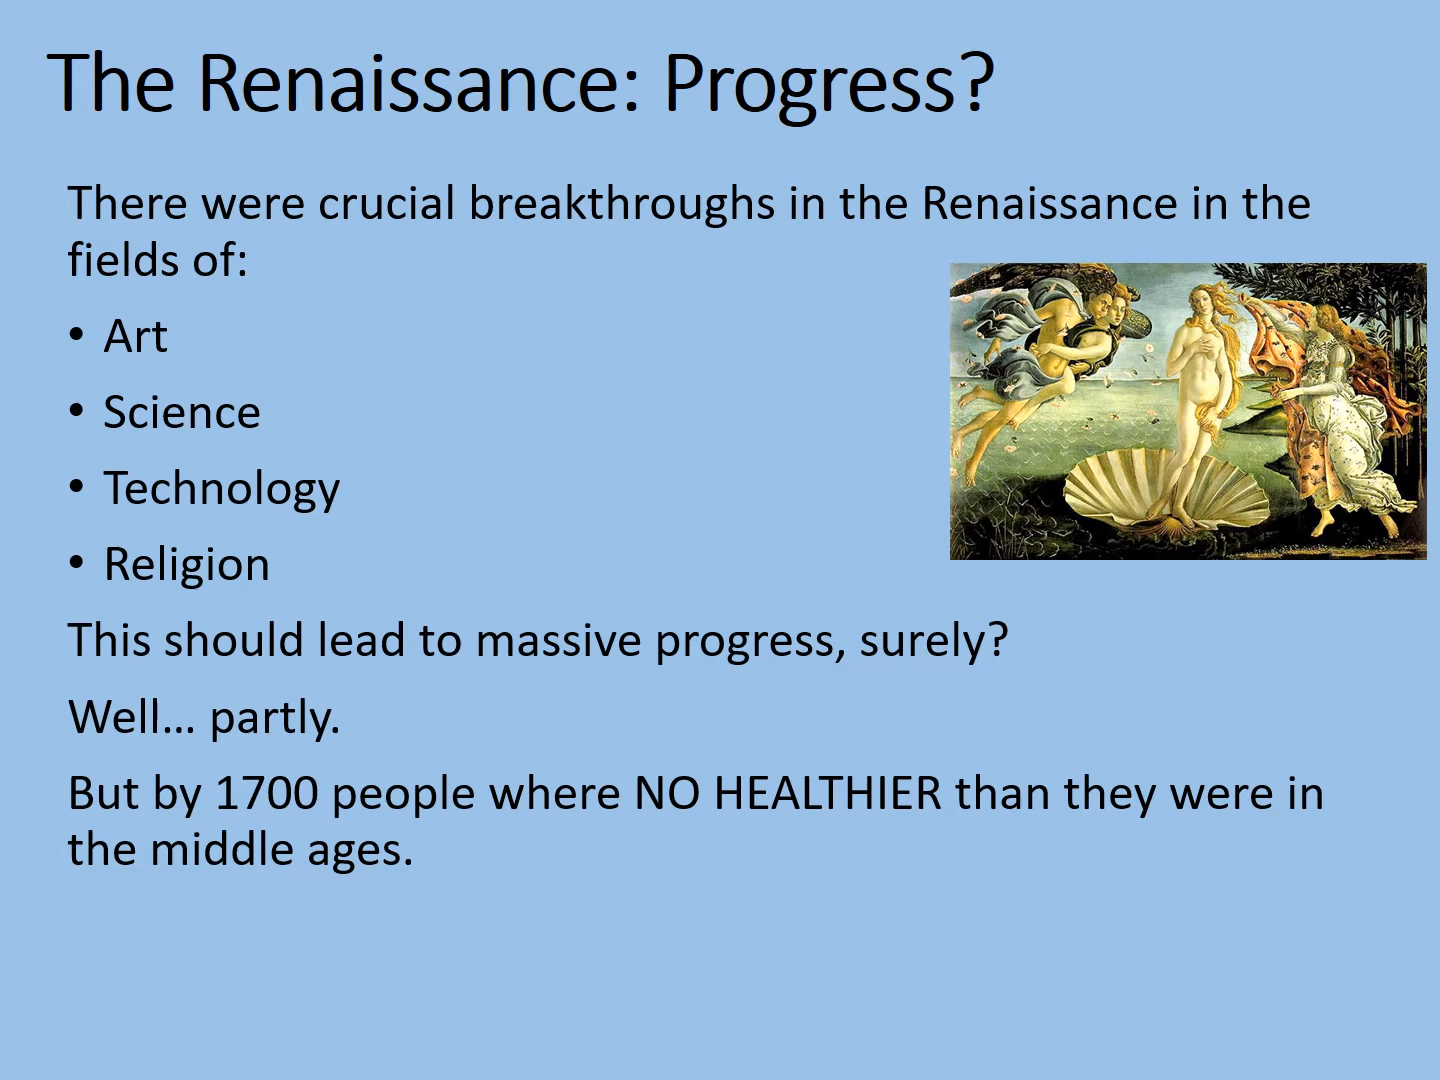 The Renaissance: Progress?
There were crucial breakthroughs in the Renaissance in the
fields of:
• Art
• Science
• Technology
• Religion
This should lead to massive progress, surely?
Well… partly.
But by 1700 people where NO HEALTHIER than they were in
the middle ages.